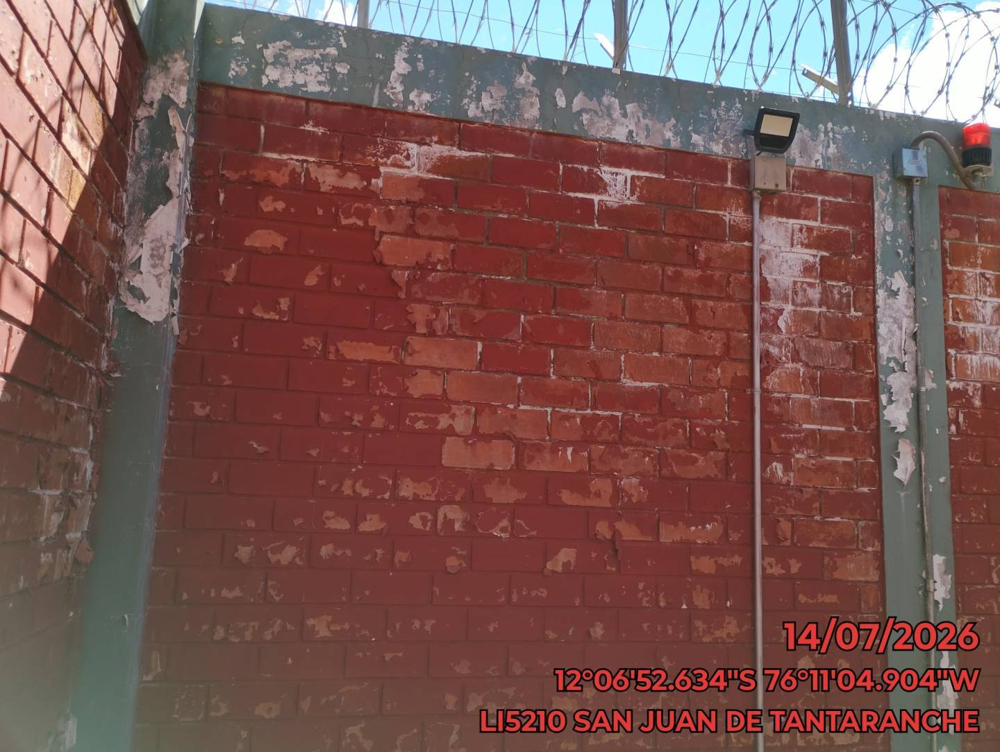 14/07/2026
12°06'52.634"S 76°11'04.904"W
LI5210 SAN JUAN DE TANTARANCHE